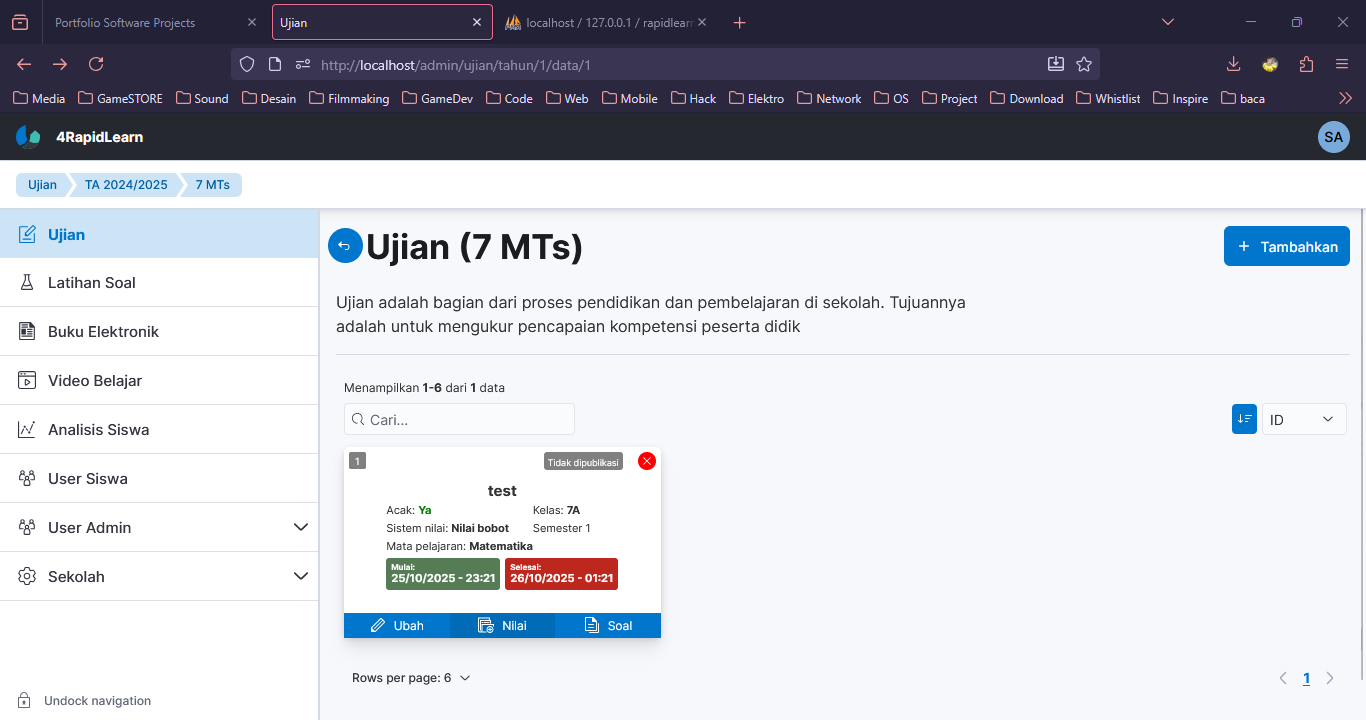 Portfolio Software Projects
Ujian
localhost / 127.0.0.1 / rapidlearn
http://localhost/admin/ujian/tahun/1/data/1
Media GameSTORE Sound Desain Filmmaking GameDev Code Web Mobile Hack Elektro Network OS Project Download Whistlist Inspire baca
4RapidLearn
SA
Ujian TA 2024/2025 7 MTs
Ujian
Latihan Soal
Buku Elektronik
Video Belajar
Analisis Siswa
User Siswa
User Admin
Sekolah
Undock navigation
Ujian (7 MTs)
+ Tambahkan
Ujian adalah bagian dari proses pendidikan dan pembelajaran di sekolah. Tujuannya
adalah untuk mengukur pencapaian kompetensi peserta didik
Menampilkan 1-6 dari 1 data
Cari...
ID
1
Tidak dipublikasi
test
Acak: Ya
Kelas: 7A
Sistem nilai: Nilai bobot
Semester 1
Mata pelajaran: Matematika
Mulai:
25/10/2025 - 23:21
Selesai:
26/10/2025 - 01:21
Ubah
Nilai
Soal
Rows per page: 6
1